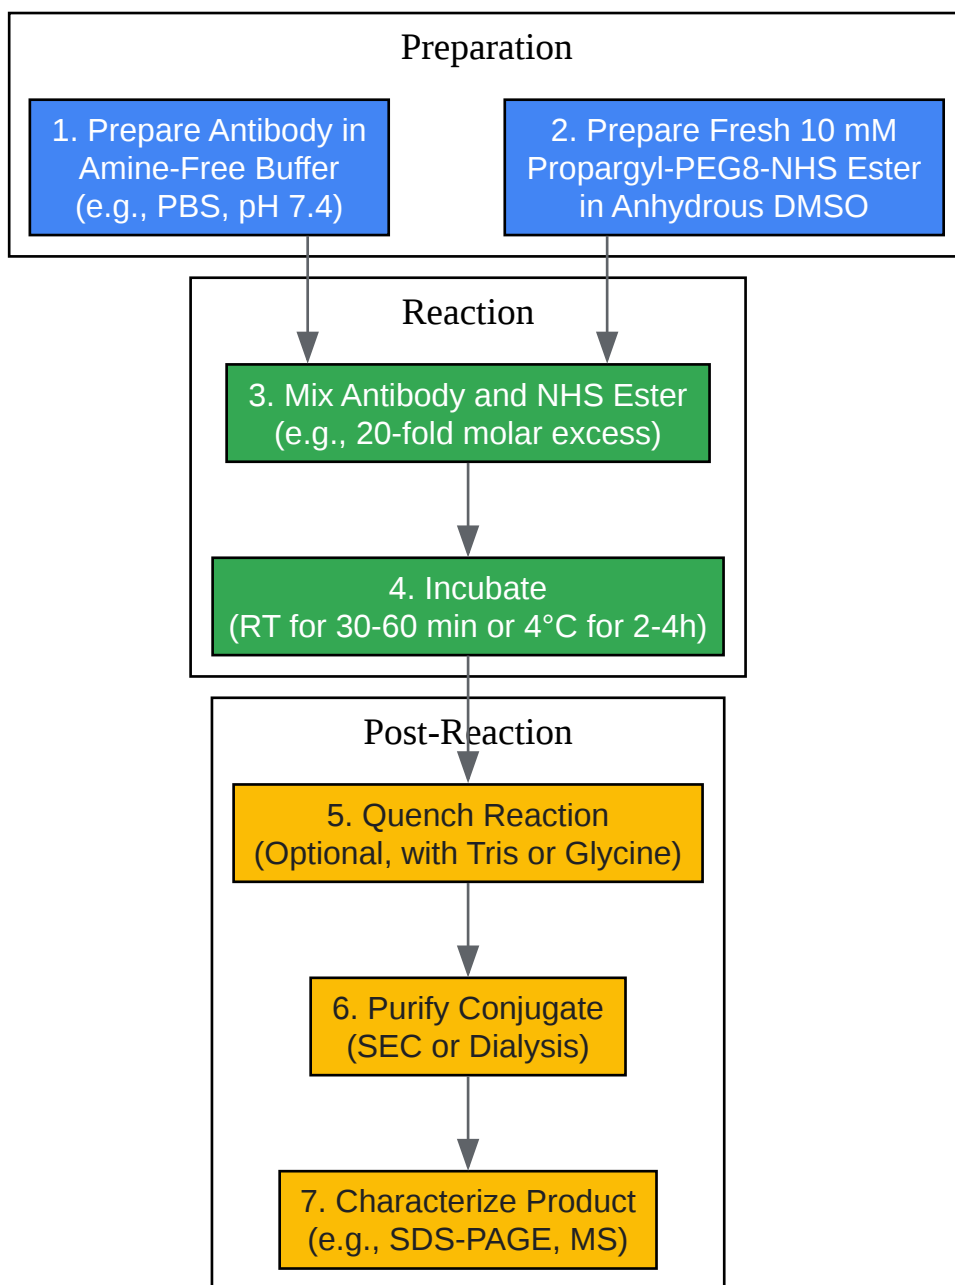 Preparation
1. Prepare Antibody in
Amine-Free Buffer
(e.g., PBS, pH 7.4)
2. Prepare Fresh 10 mM
Propargyl-PEG8-NHS Ester
in Anhydrous DMSO
Reaction
3. Mix Antibody and NHS Ester
(e.g., 20-fold molar excess)
4. Incubate
(RT for 30-60 min or 4°C for 2-4h)
Post-Reaction
5. Quench Reaction
(Optional, with Tris or Glycine)
6. Purify Conjugate
(SEC or Dialysis)
7. Characterize Product
(e.g., SDS-PAGE, MS)